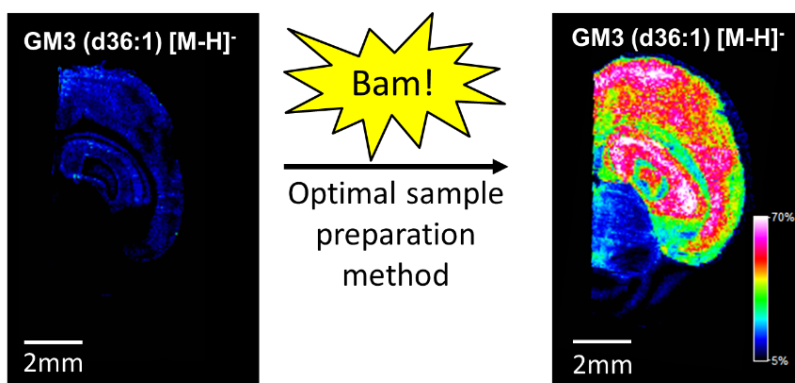 GM3 (d36:1) [M-H]-
2mm
Bam!
Optimal sample
preparation
method
GM3 (d36:1) [M-H]-
70%
5%
2mm